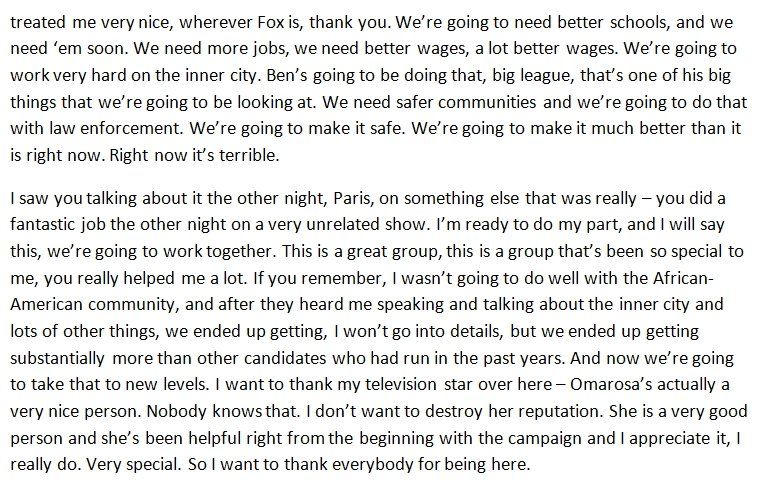 treated me very nice, wherever Fox is, thank you. We’re going to need better schools, and we
need ‘em soon. We need more jobs, we need better wages, a lot better wages. We’re going to
work very hard on the inner city. Ben’s going to be doing that, big league, that’s one of his big
things that we’re going to be looking at. We need safer communities and we’re going to do that
with law enforcement. We’re going to make it safe. We’re going to make it much better than it
is right now. Right now it’s terrible.
I saw you talking about it the other night, Paris, on something else that was really – you did a
fantastic job the other night on a very unrelated show. I’m ready to do my part, and I will say
this, we’re going to work together. This is a great group, this is a group that’s been so special to
me, you really helped me a lot. If you remember, I wasn’t going to do well with the African-
American community, and after they heard me speaking and talking about the inner city and
lots of other things, we ended up getting, I won’t go into details, but we ended up getting
substantially more than other candidates who had run in the past years. And now we’re going
to take that to new levels. I want to thank my television star over here – Omarosa’s actually a
very nice person. Nobody knows that. I don’t want to destroy her reputation. She is a very good
person and she’s been helpful right from the beginning with the campaign and I appreciate it, I
really do. Very special. So I want to thank everybody for being here.